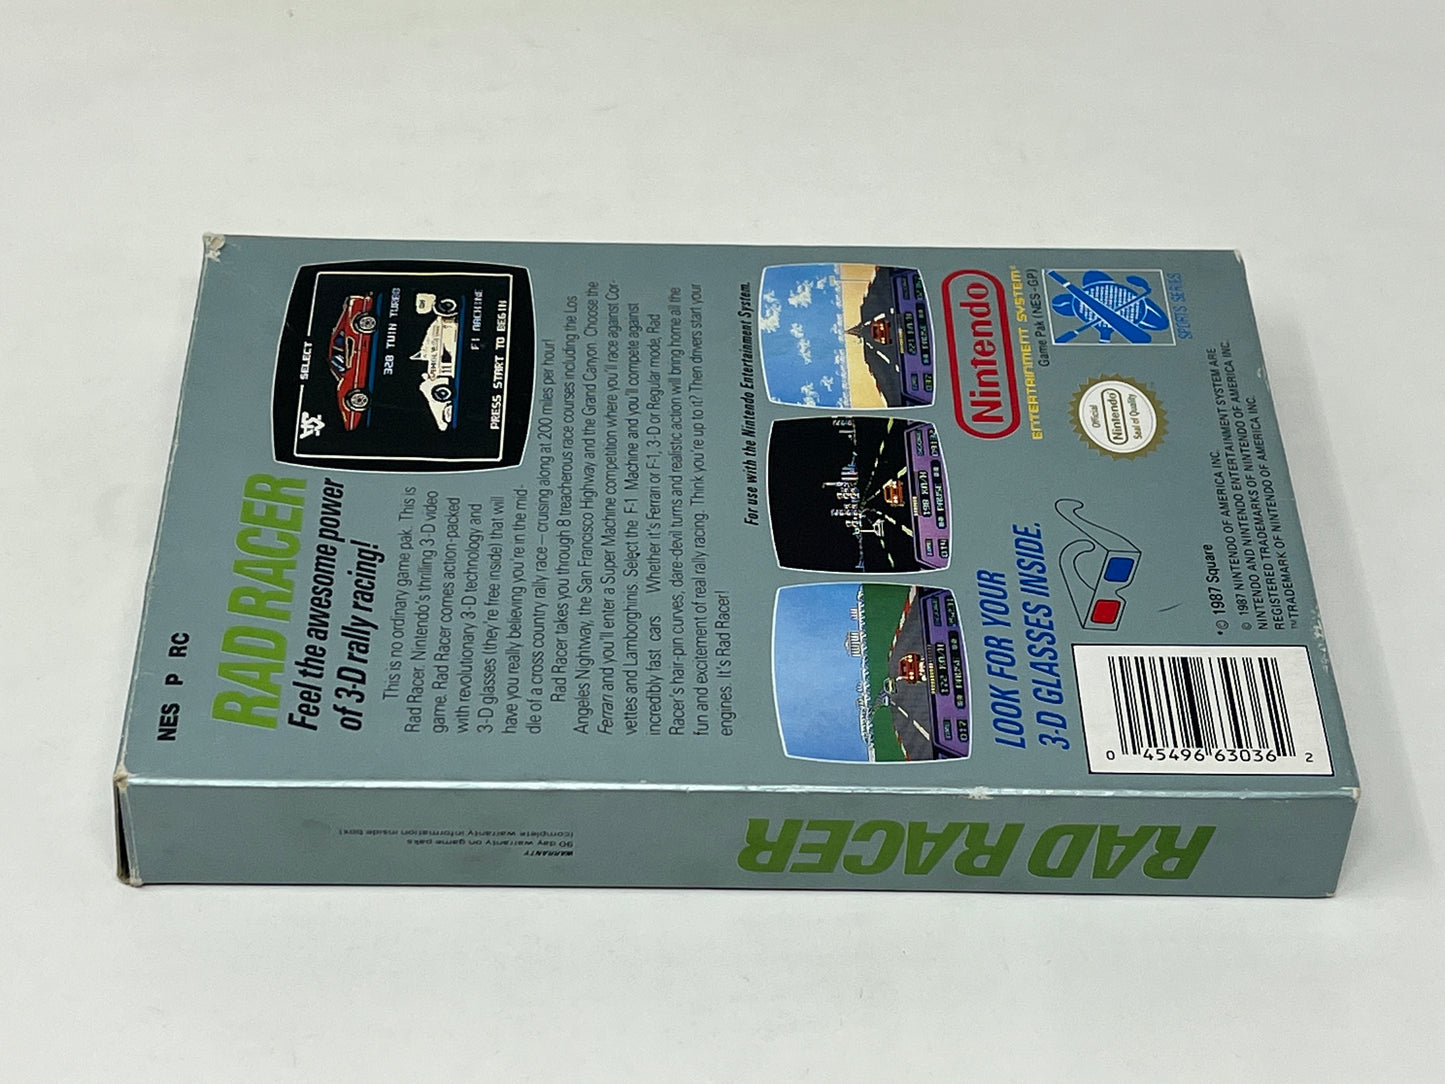 NES P RC
RAD RACER
Feel the awesome power
of 3-D rally racing!
This is no ordinary game pak. This is
Rad Racer. Nintendo's thrilling 3-D video
game. Rad Racer comes action-packed
with revolutionary 3-D technology and
3-D glasses (they're free inside) that will
have you really believing you're in the mid-
dle of a cross country rally race—cruising along at 200 miles per hour!
Rad Racer takes you through 8 treacherous race courses including the Los
Angeles Nightway, the San Francisco Highway and the Grand Canyon. Choose the
Ferrari and you'll enter a Super Machine competition where you'll race against Cor-
vettes and Lamborghinis. Select the F-1 Machine and you'll compete against
incredibly fast cars. Whether it's Ferrari or F-1, 3-D or Regular mode, Rad
Racer's hair-pin curves, dare-devil turns and realistic action will bring home all the
fun and excitement of real rally racing. Think you're up to it? Then drivers start your
engines. It's Rad Racer!
SELECT
328 TWIN TURBO
F1 MACHINE
PRESS START TO BEGIN
For use with the Nintendo Entertainment System.
122 KM/H
198 KM/H
221 KM/H
LOOK FOR YOUR
3-D GLASSES INSIDE.
Nintendo
ENTERTAINMENT SYSTEM
Game Pak (NES-GP)
SPORTS SERIES
Official
Nintendo
Seal of Quality
*© 1987 Square
© 1987 NINTENDO OF AMERICA INC.
NINTENDO AND NINTENDO ENTERTAINMENT SYSTEM ARE
REGISTERED TRADEMARKS OF NINTENDO OF AMERICA INC.
TM TRADEMARK OF NINTENDO OF AMERICA INC.
0 45496 63036 2
RAD RACER
WARRANTY
90 day warranty on game paks
(complete warranty information inside box)